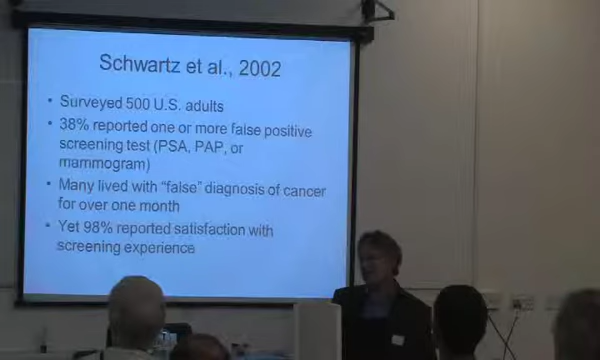 Schwartz et al., 2002
• Surveyed 500 U.S. adults
• 38% reported one or more false positive
screening test (PSA, PAP, or
mammogram)
• Many lived with "false" diagnosis of cancer
for over one month
• Yet 98% reported satisfaction with
screening experience